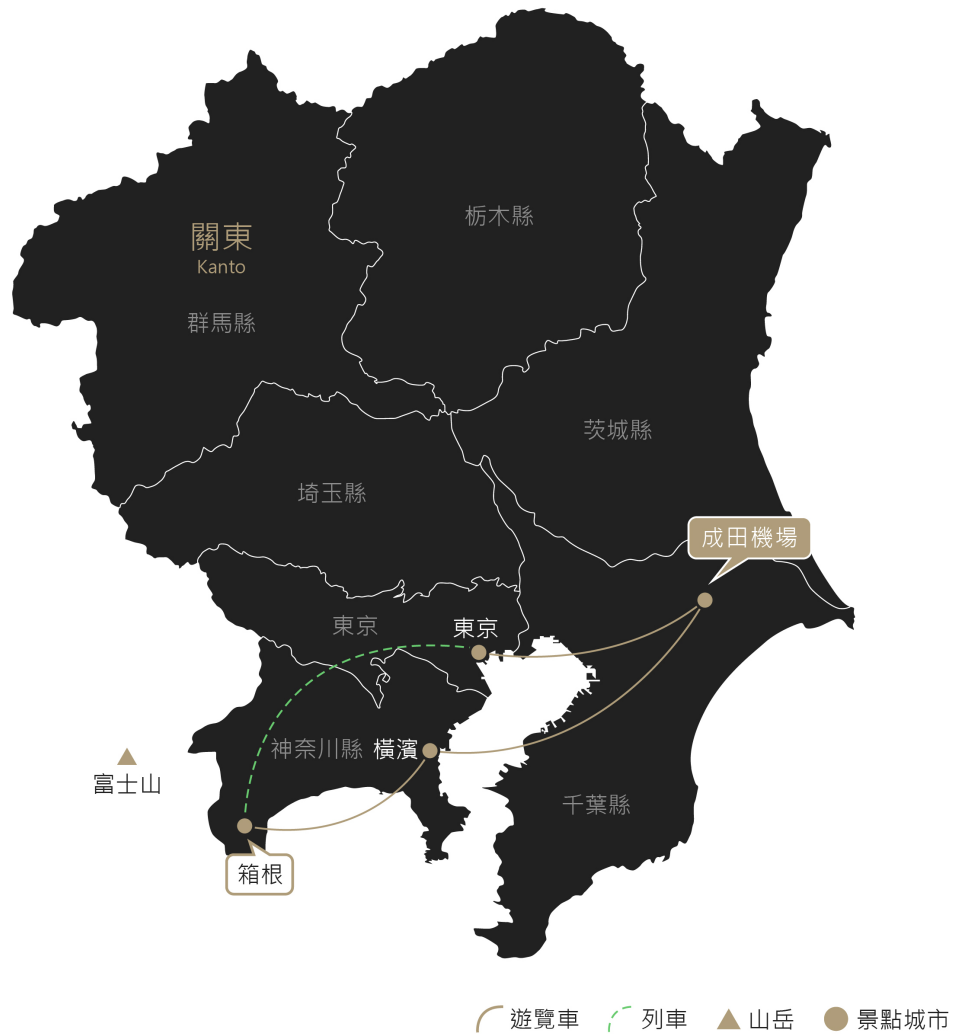 栃木縣
關東
Kanto
群馬縣
茨城縣
埼玉縣
成田機場
東京
東京
神奈川縣
橫濱
富士山
千葉縣
箱根
遊覽車
列車
山岳
景點城市